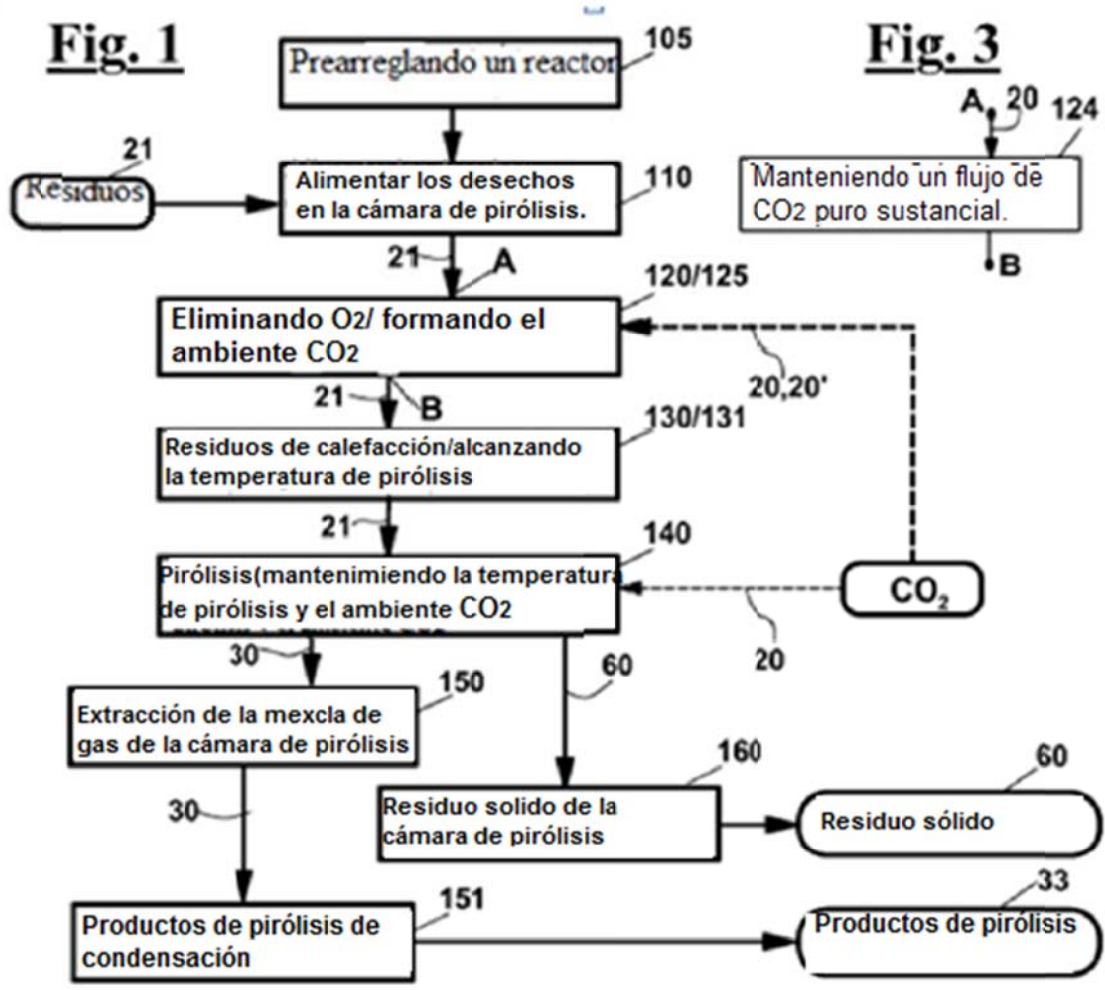 Fig. 1
Prearreglando un reactor
105
Fig. 3
A
20
124
Manteniendo un flujo de
CO2 puro sustancial.
B
21
Residuos
Alimentar los desechos
en la cámara de pirólisis.
110
21
A
120/125
Eliminando O2/ formando el
ambiente CO2
20,20'
21
B
130/131
Residuos de calefacción/alcanzando
la temperatura de pirólisis
21
140
Pirólisis(mantenimiendo la temperatura
de pirólisis y el ambiente CO2
CO2
20
30
60
150
Extracción de la mexcla de
gas de la cámara de pirólisis
160
Residuo solido de la
cámara de pirólisis
60
Residuo sólido
30
151
Productos de pirólisis de
condensación
33
Productos de pirólisis